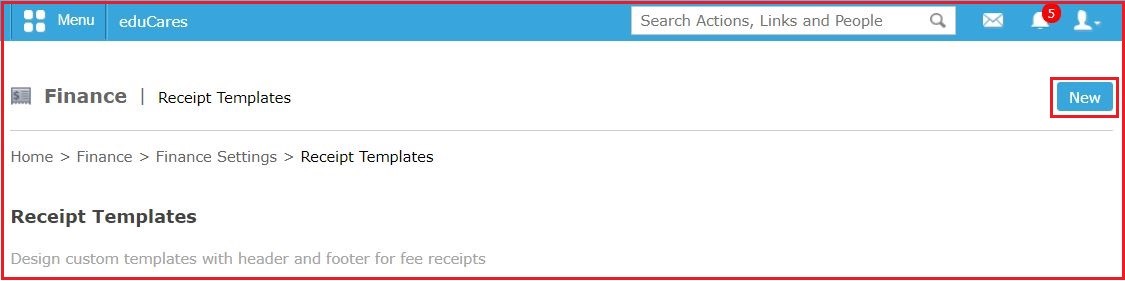 Menu eduCares Search Actions, Links and People 5
Finance | Receipt Templates New
Home > Finance > Finance Settings > Receipt Templates
Receipt Templates
Design custom templates with header and footer for fee receipts